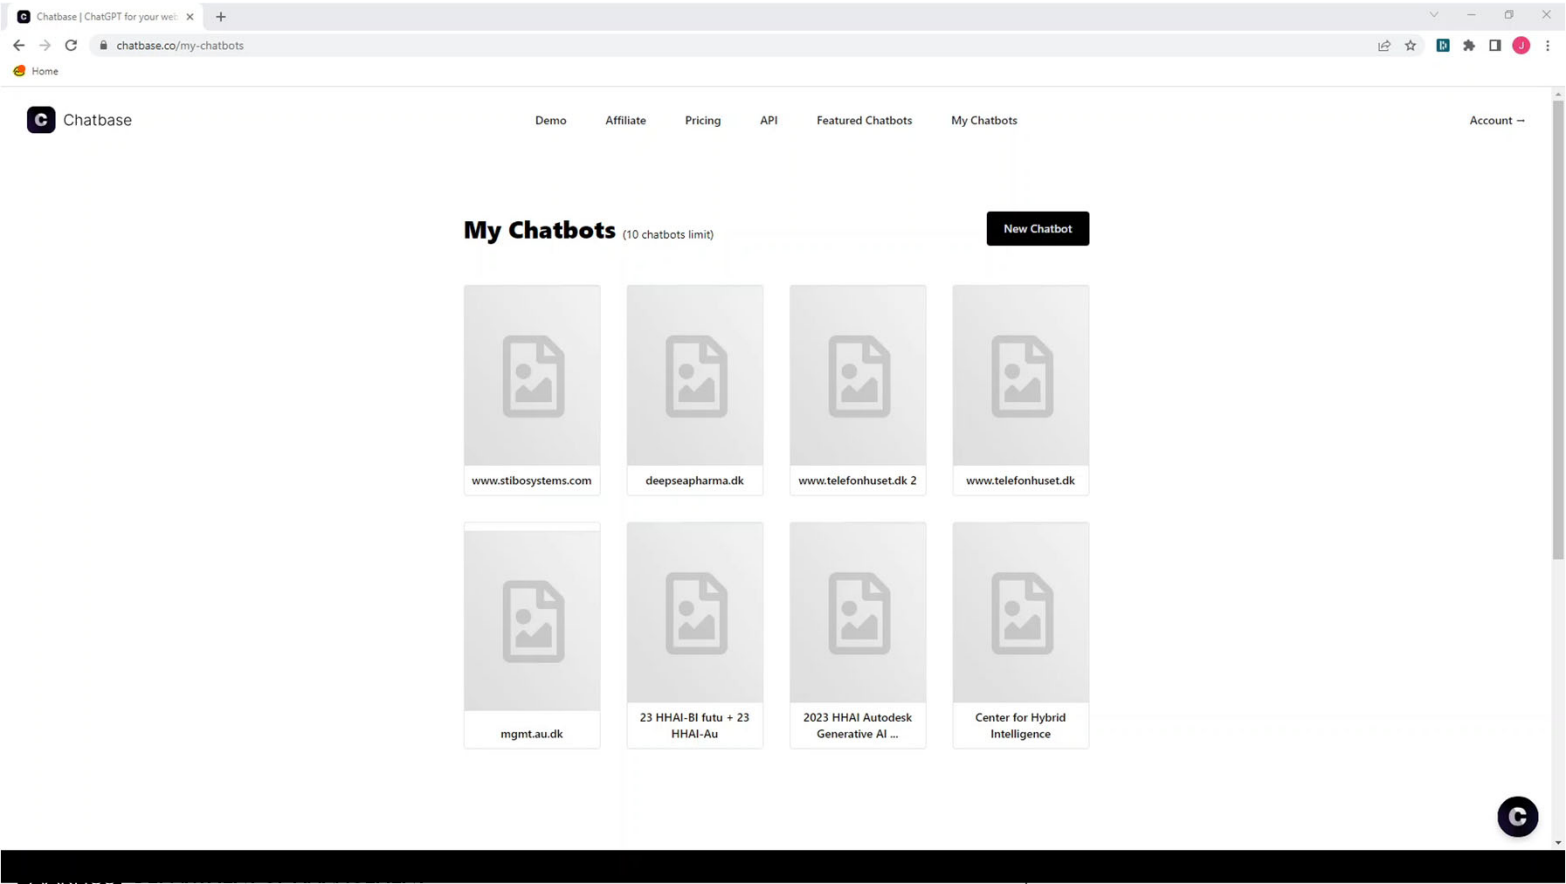 Chatbase | ChatGPT for your web
chatbase.co/my-chatbots
J
Home
C Chatbase
Demo Affiliate Pricing API Featured Chatbots My Chatbots Account →
My Chatbots (10 chatbots limit) New Chatbot
www.stibosystems.com
deepseapharma.dk
www.telefonhuset.dk 2
www.telefonhuset.dk
mgmt.au.dk
23 HHAI-BI futu + 23
HHAI-Au
2023 HHAI Autodesk
Generative AI ...
Center for Hybrid
Intelligence
C